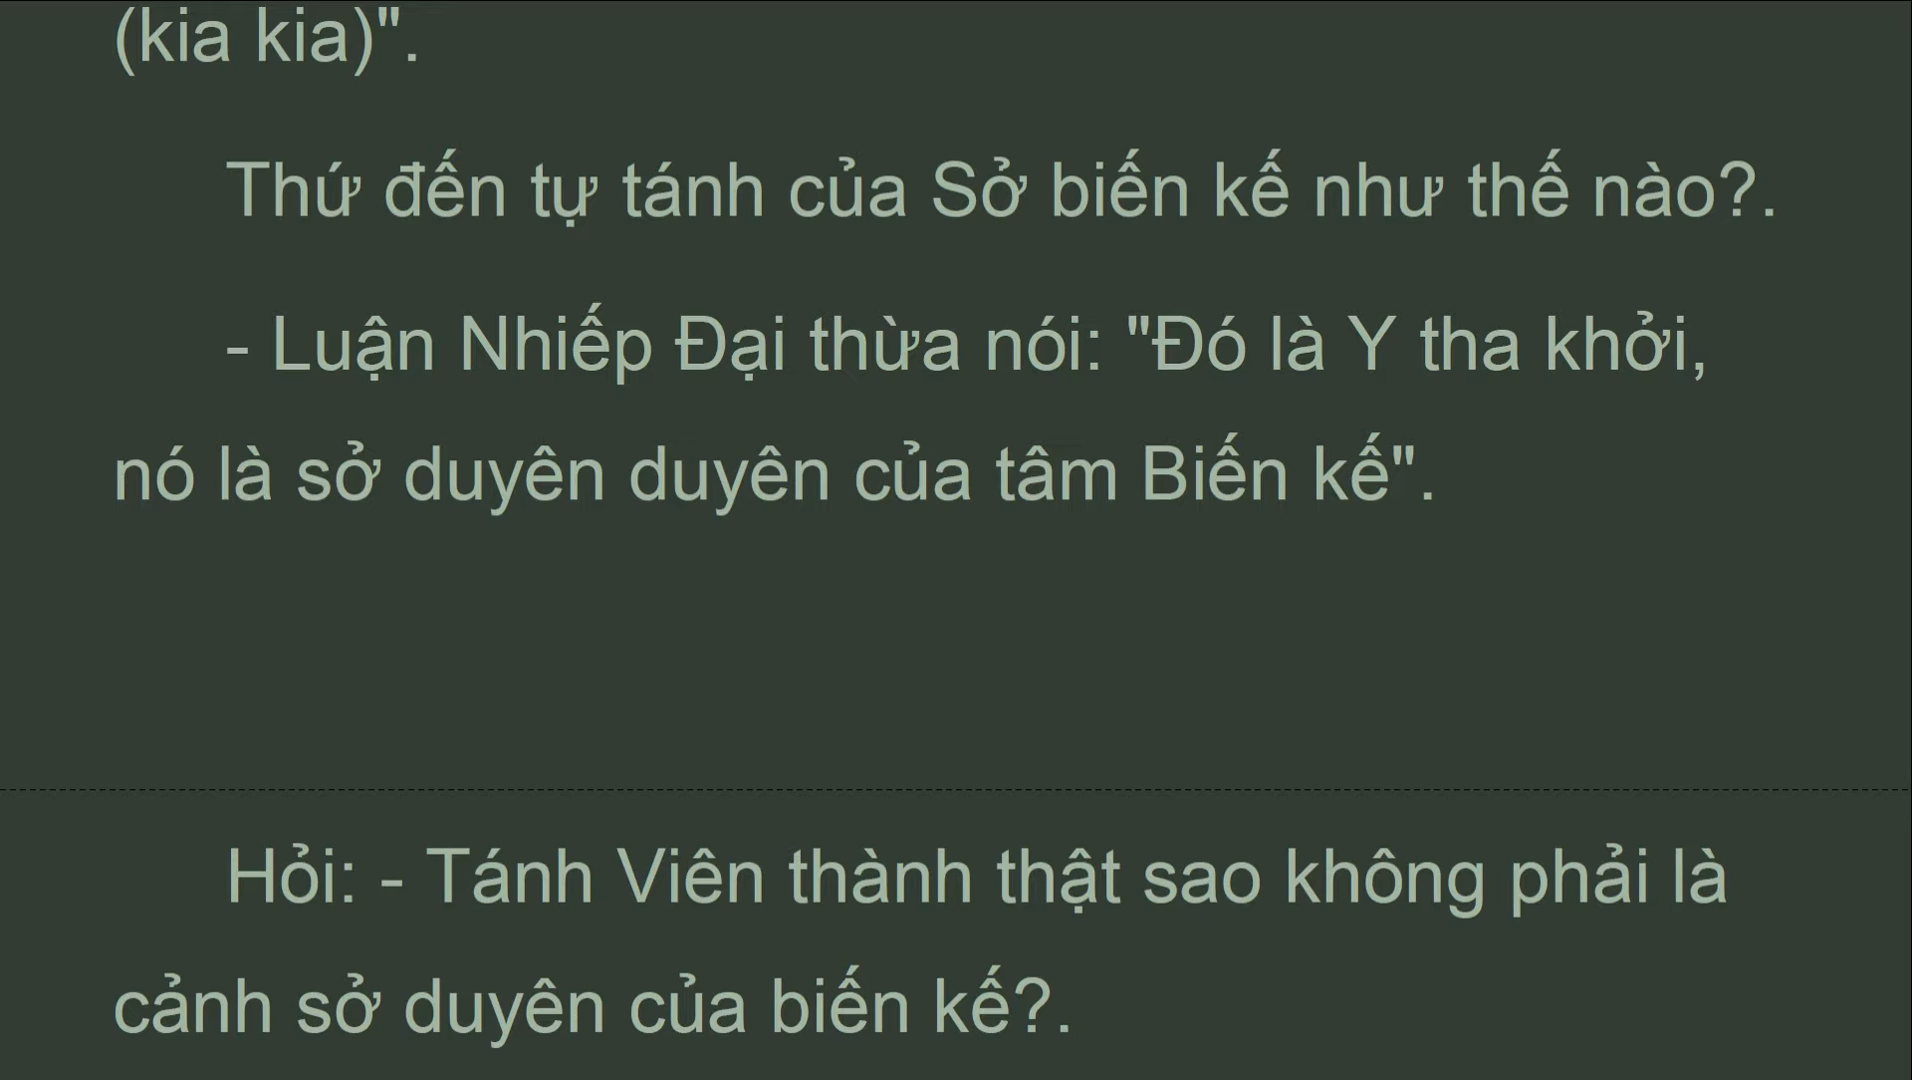 (kia kia)".
Thứ đến tự tánh của Sở biến kế như thế nào?.
- Luận Nhiếp Đại thừa nói: "Đó là Y tha khởi,
nó là sở duyên duyên của tâm Biến kế".
Hỏi: - Tánh Viên thành thật sao không phải là
cảnh sở duyên của biến kế?.